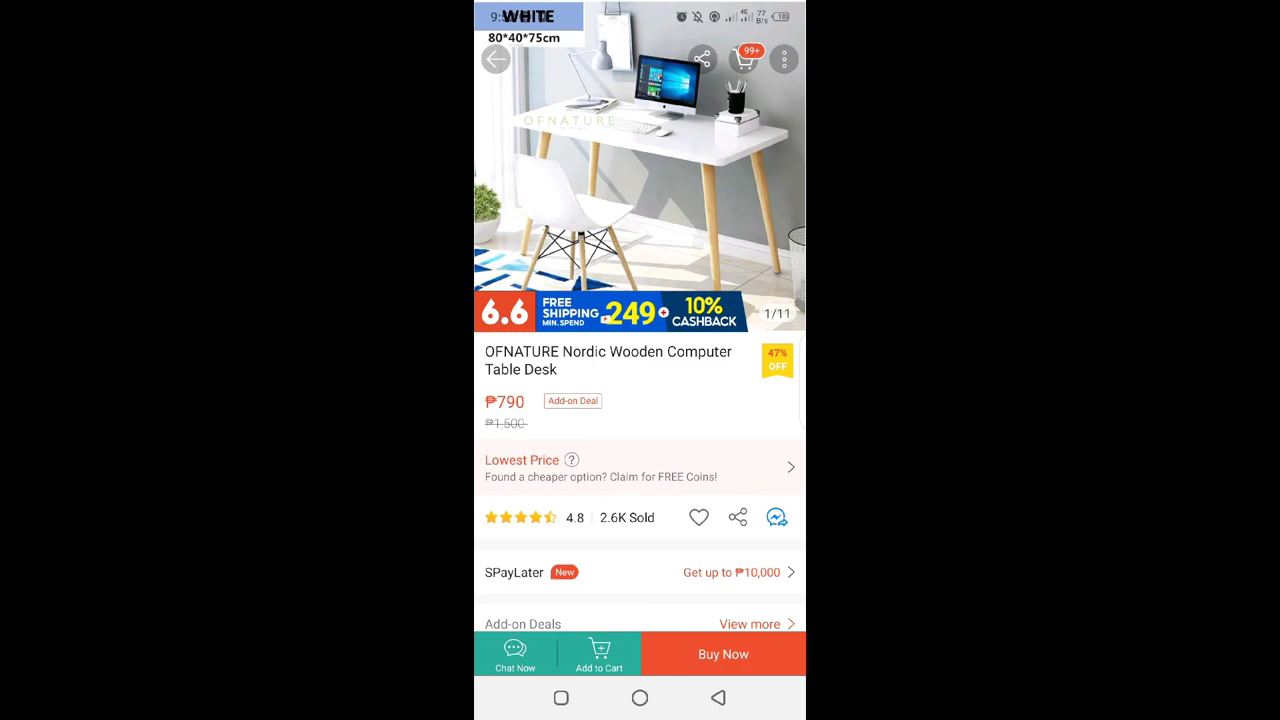 WHITE
80*40*75cm
4G
77
B/s
99+
OFNATURE
6.6
FREE
SHIPPING
MIN. SPEND
249
10%
CASHBACK
1/11
OFNATURE Nordic Wooden Computer
Table Desk
47%
OFF
₱790
Add-on Deal
₱1,500
Lowest Price ?
Found a cheaper option? Claim for FREE Coins!
4.8
2.6K Sold
SPayLater
New
Get up to ₱10,000
Add-on Deals
View more
Chat Now
Add to Cart
Buy Now